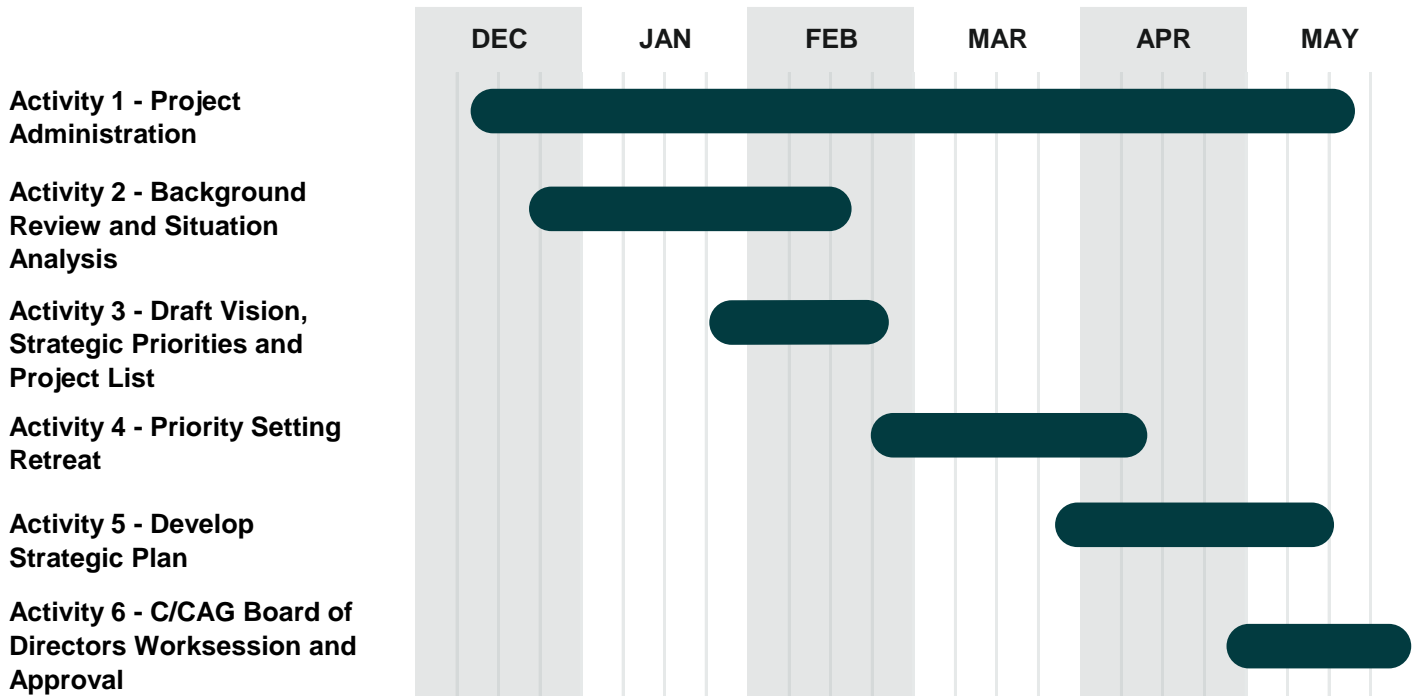 DEC JAN FEB MAR APR MAY
Activity 1 - Project
Administration
Activity 2 - Background
Review and Situation
Analysis
Activity 3 - Draft Vision,
Strategic Priorities and
Project List
Activity 4 - Priority Setting
Retreat
Activity 5 - Develop
Strategic Plan
Activity 6 - C/CAG Board of
Directors Worksession and
Approval